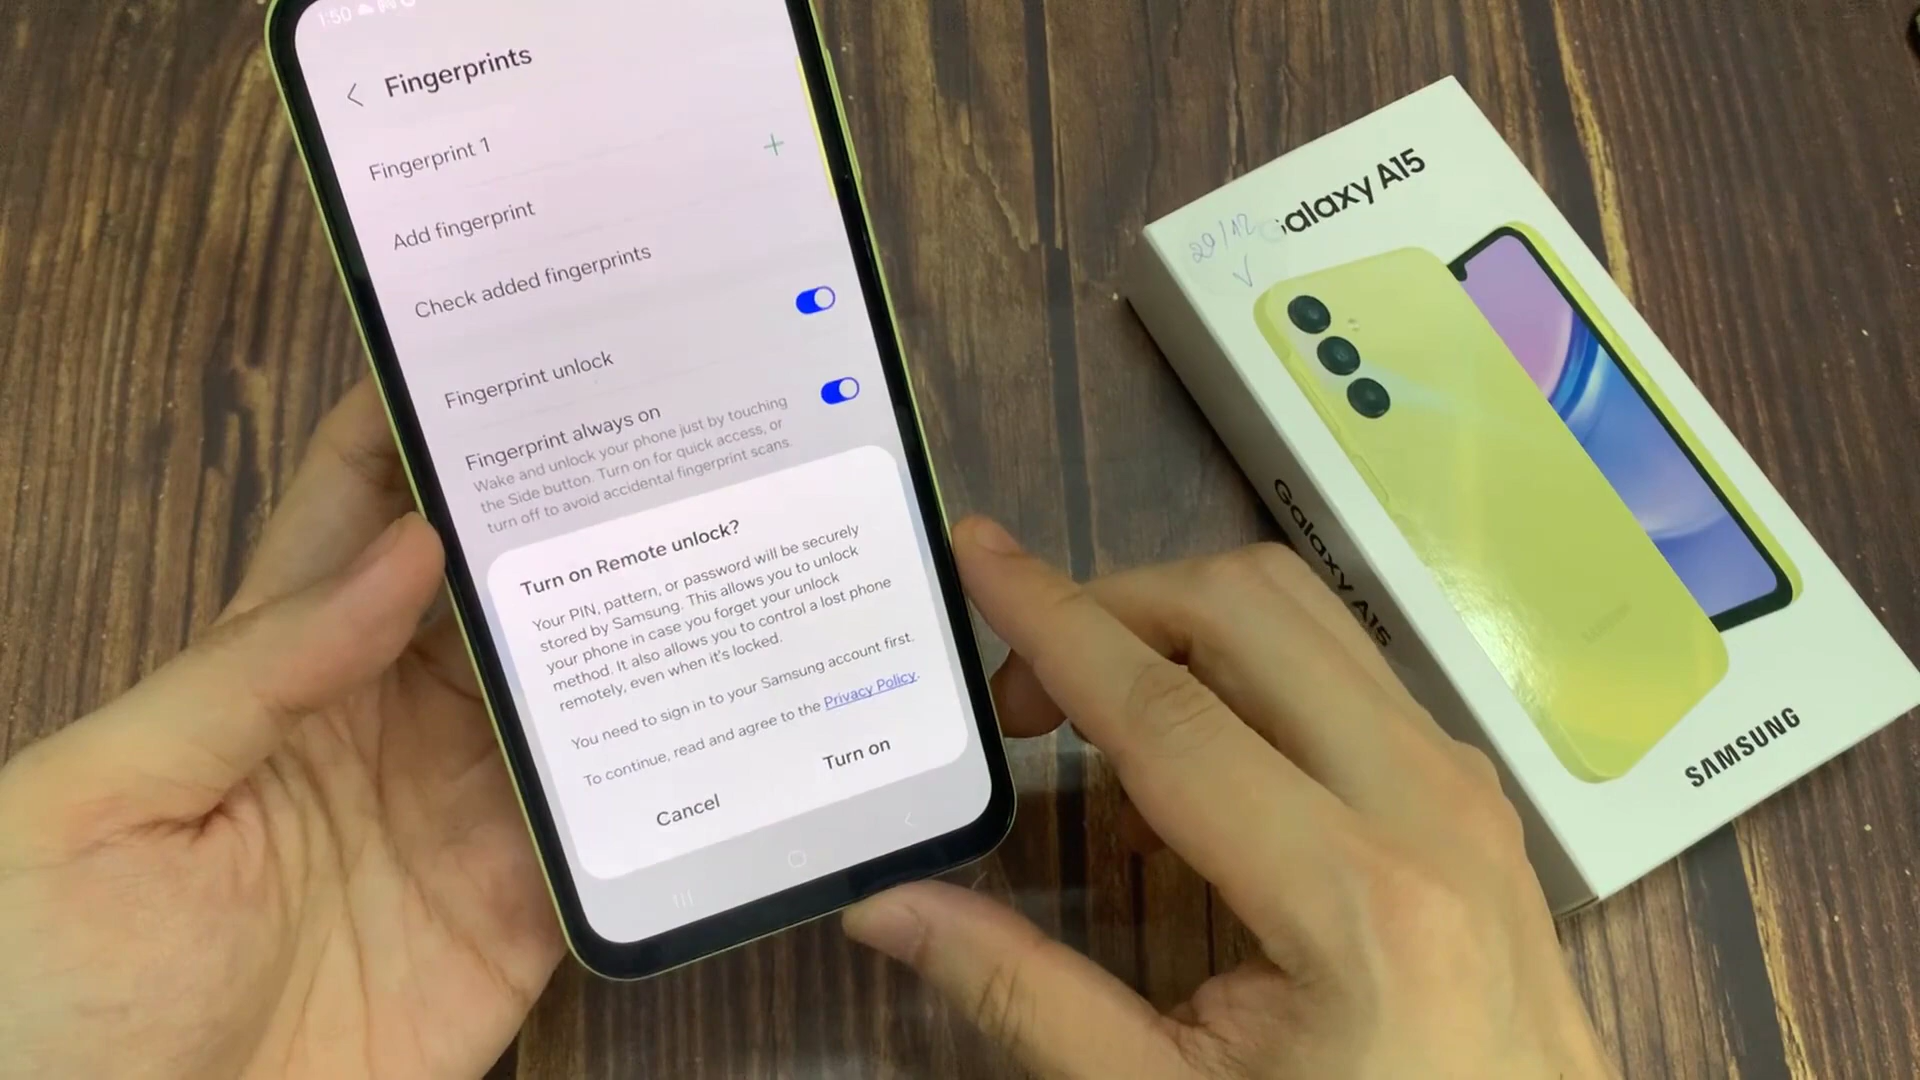 1:50
Fingerprints
Fingerprint 1
Add fingerprint
Check added fingerprints
Fingerprint unlock
Fingerprint always on
Wake and unlock your phone just by touching
the Side button. Turn on for quick access, or
turn off to avoid accidental fingerprint scans.
Turn on Remote unlock?
Your PIN, pattern, or password will be securely
stored by Samsung. This allows you to unlock
your phone in case you forget your unlock
method. It also allows you to control a lost phone
remotely, even when it's locked.
You need to sign in to your Samsung account first.
To continue, read and agree to the Privacy Policy.
Cancel Turn on
Galaxy A15
29/12
Galaxy A15
SAMSUNG